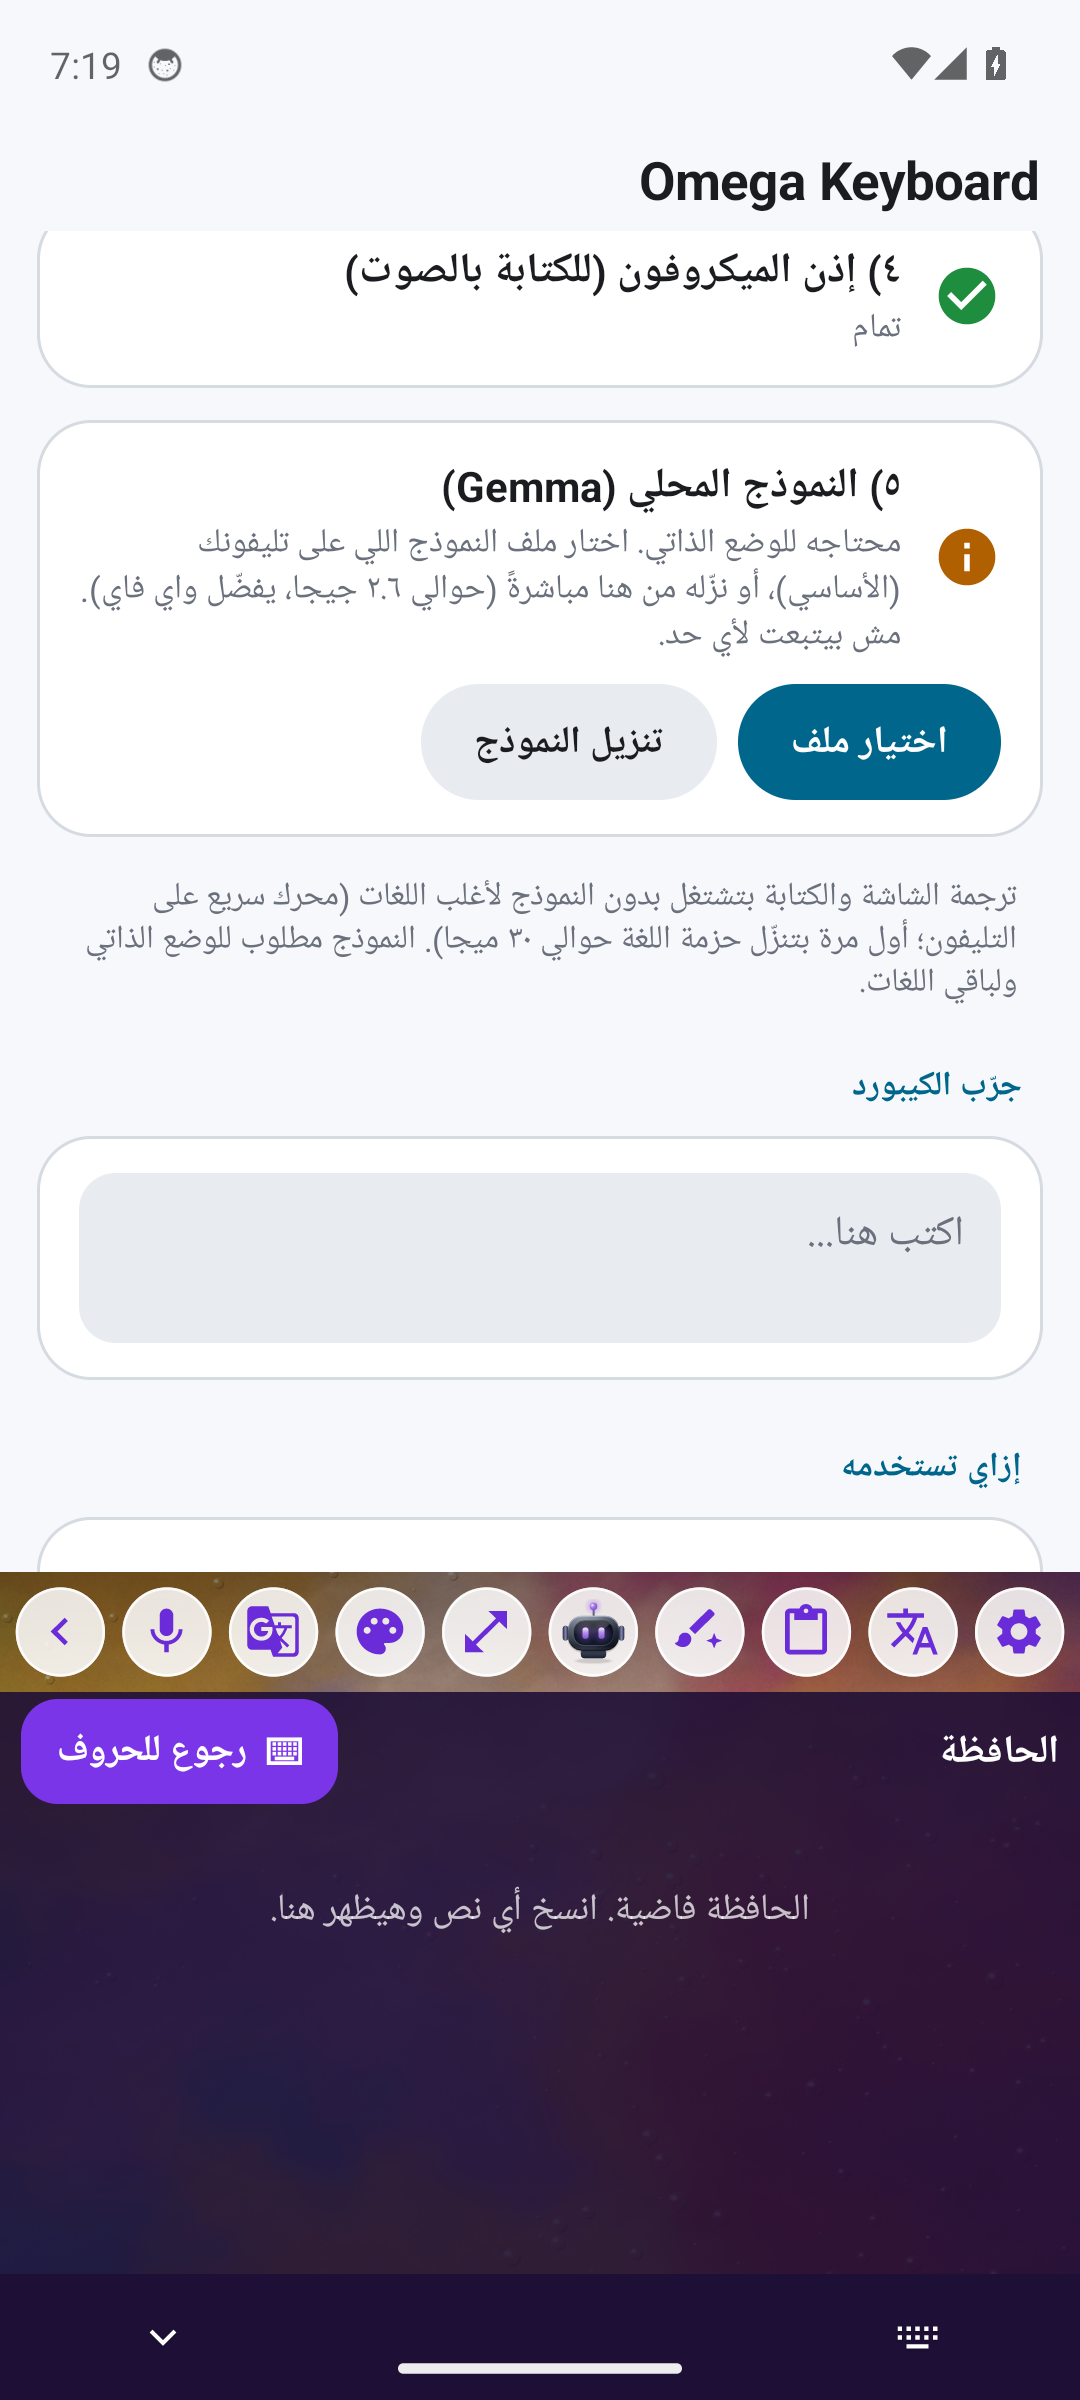 7:19
Omega Keyboard
٤) إذن الميكروفون (للكتابة بالصوت)
تمام
٥) النموذج المحلي (Gemma)
محتاجه للوضع الذاتي. اختار ملف النموذج اللي على تليفونك
(الأساسي)، أو نزّله من هنا مباشرةً (حوالي ٢.٦ جيجا، يفضّل واي فاي).
مش بيتبعت لأي حد.
اختيار ملف
تنزيل النموذج
ترجمة الشاشة والكتابة بتشتغل بدون النموذج لأغلب اللغات (محرك سريع على
التليفون؛ أول مرة بتنزّل حزمة اللغة حوالي ٣٠ ميجا). النموذج مطلوب للوضع الذاتي
ولباقي اللغات.
جرّب الكيبورد
اكتب هنا...
إزاي تستخدمه
الحافظة
رجوع للحروف
الحافظة فاضية. انسخ أي نص وهيظهر هنا.